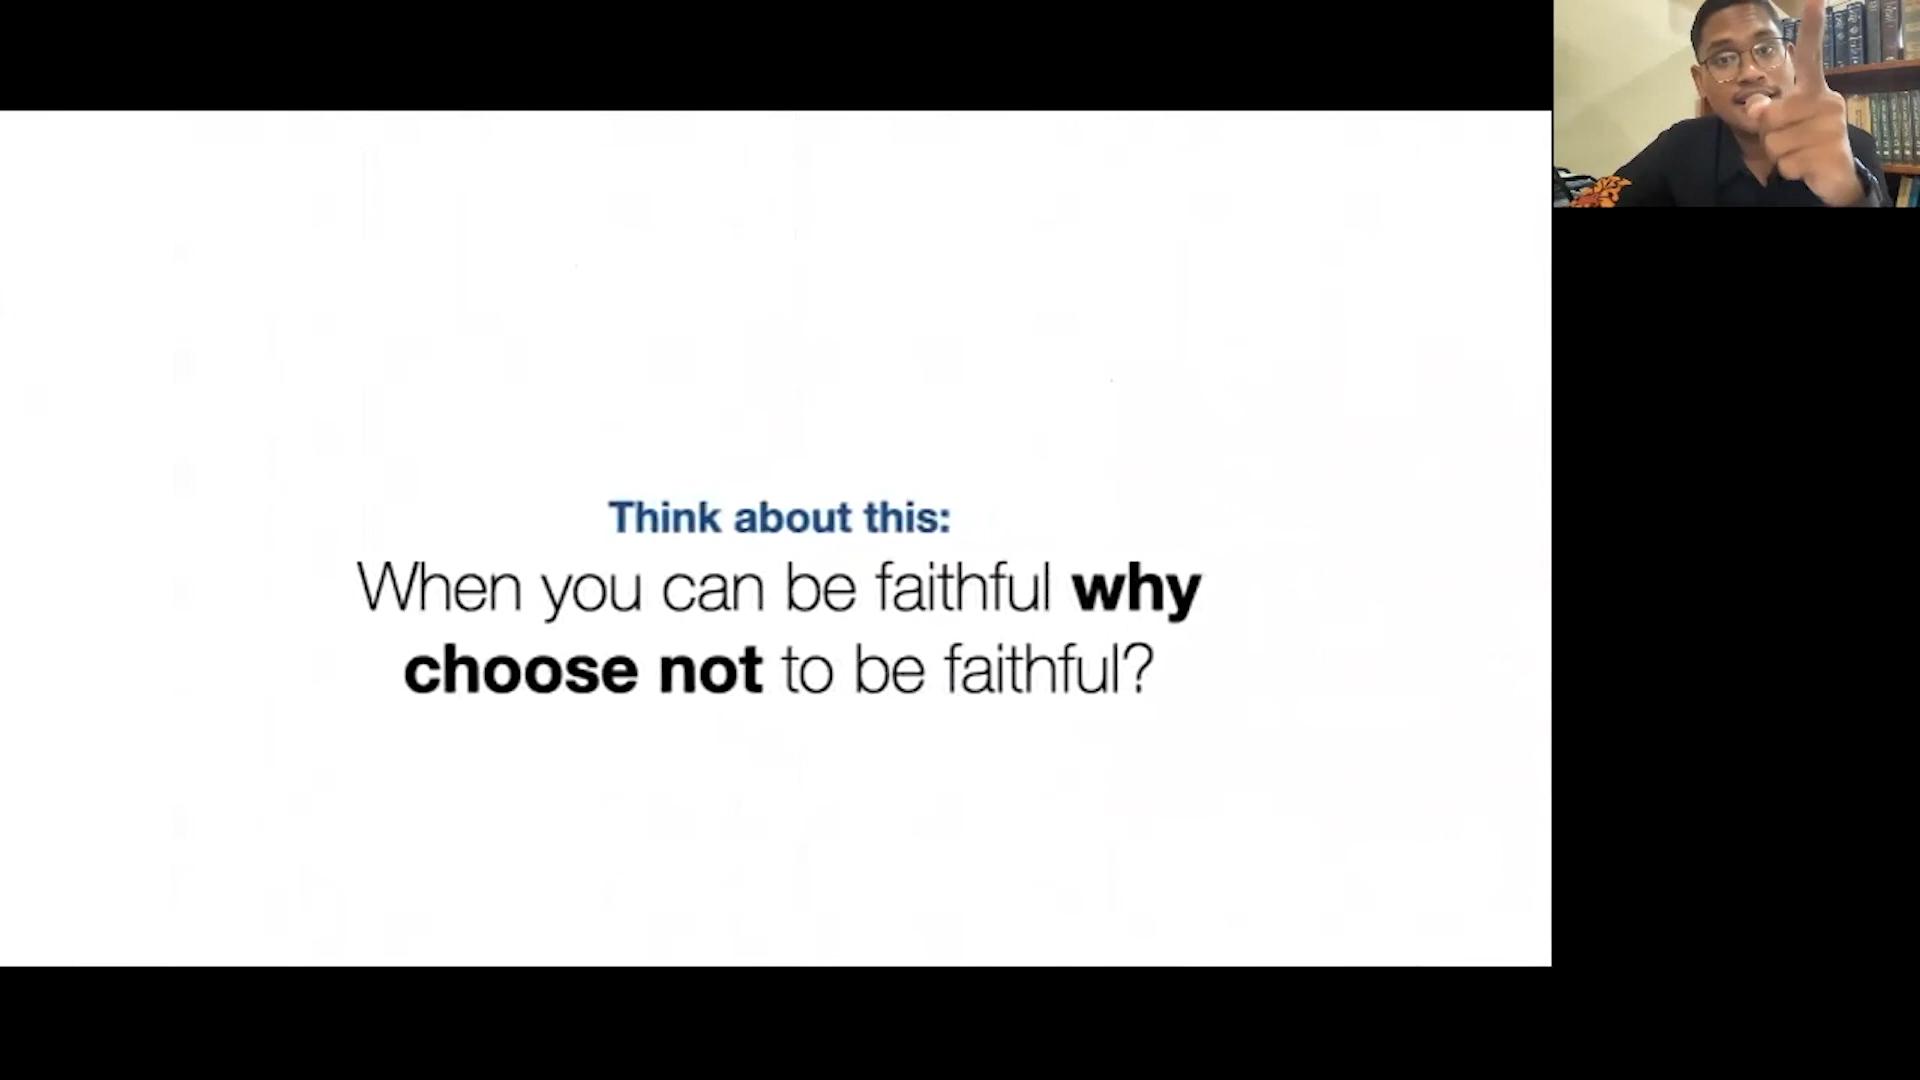 Think about this:
When you can be faithful why
choose not to be faithful?